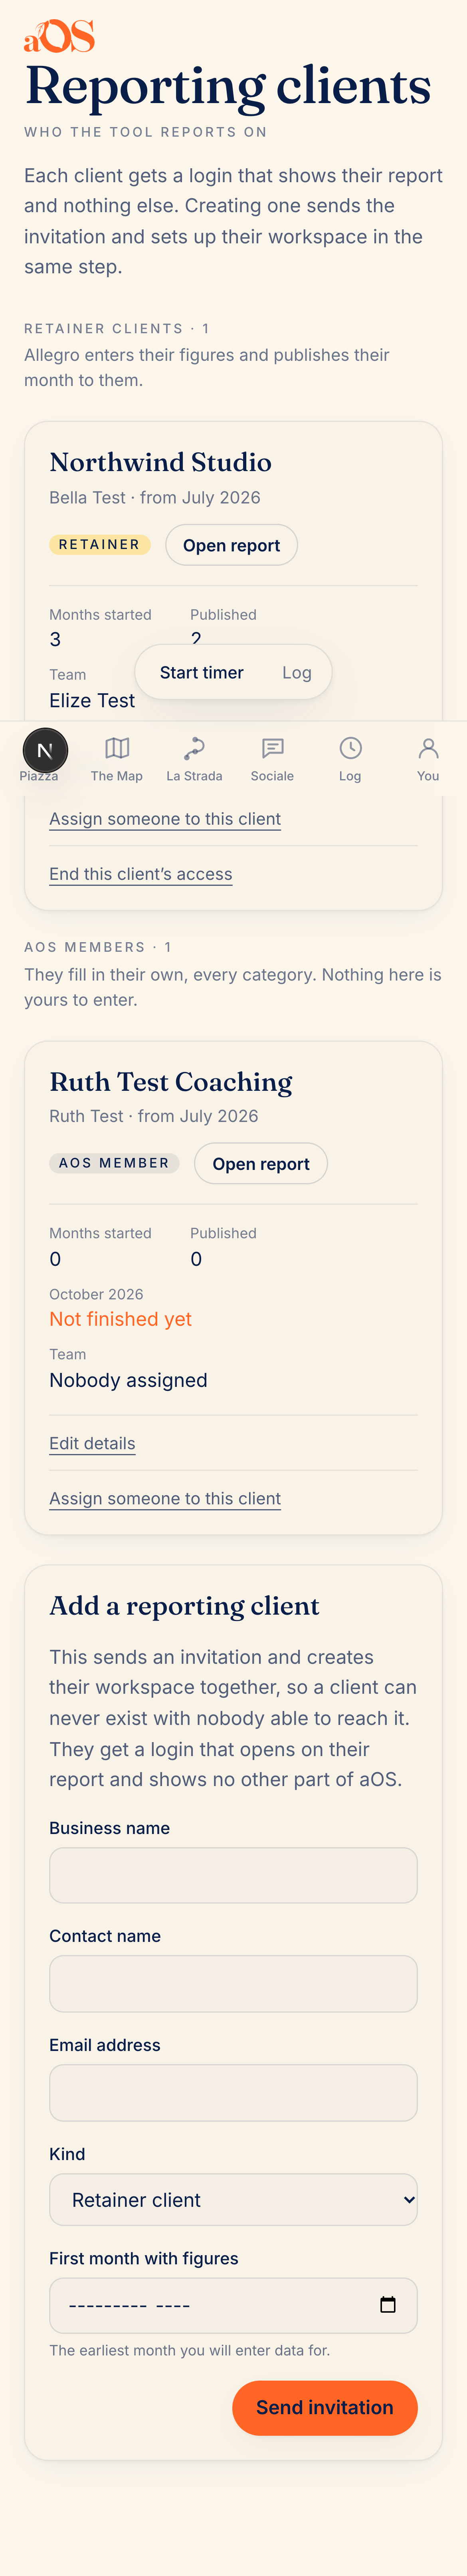 aOS
Reporting clients
WHO THE TOOL REPORTS ON
Each client gets a login that shows their report
and nothing else. Creating one sends the
invitation and sets up their workspace in the
same step.
RETAINER CLIENTS · 1
Allegro enters their figures and publishes their
month to them.
Northwind Studio
Bella Test · from July 2026
RETAINER
Open report
Months started
Published
3
2
Team
Start timer
Log
Elize Test
N
Piazza
The Map
La Strada
Sociale
Log
You
Assign someone to this client
End this client’s access
AOS MEMBERS · 1
They fill in their own, every category. Nothing here is
yours to enter.
Ruth Test Coaching
Ruth Test · from July 2026
AOS MEMBER
Open report
Months started
Published
0
0
October 2026
Not finished yet
Team
Nobody assigned
Edit details
Assign someone to this client
Add a reporting client
This sends an invitation and creates
their workspace together, so a client can
never exist with nobody able to reach it.
They get a login that opens on their
report and shows no other part of aOS.
Business name
Contact name
Email address
Kind
Retainer client
First month with figures
--------- ----
The earliest month you will enter data for.
Send invitation